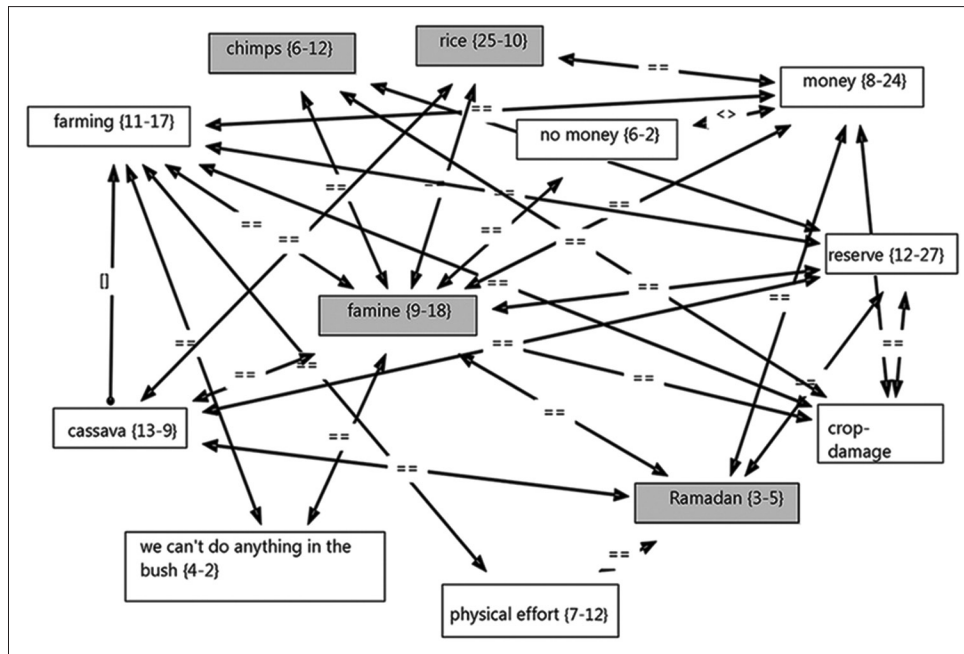 chimps {6-12}
rice {25-10}
==
money {8-24}
farming {11-17}
==
<>
no money {6-2}
==
==
==
==
==
==
==
==
reserve {12-27}
[]
==
==
==
famine {9-18}
==
==
==
==
==
==
==
cassava {13-9}
==
crop-
damage
==
==
Ramadan {3-5}
we can't do anything in the
bush {4-2}
==
physical effort {7-12}